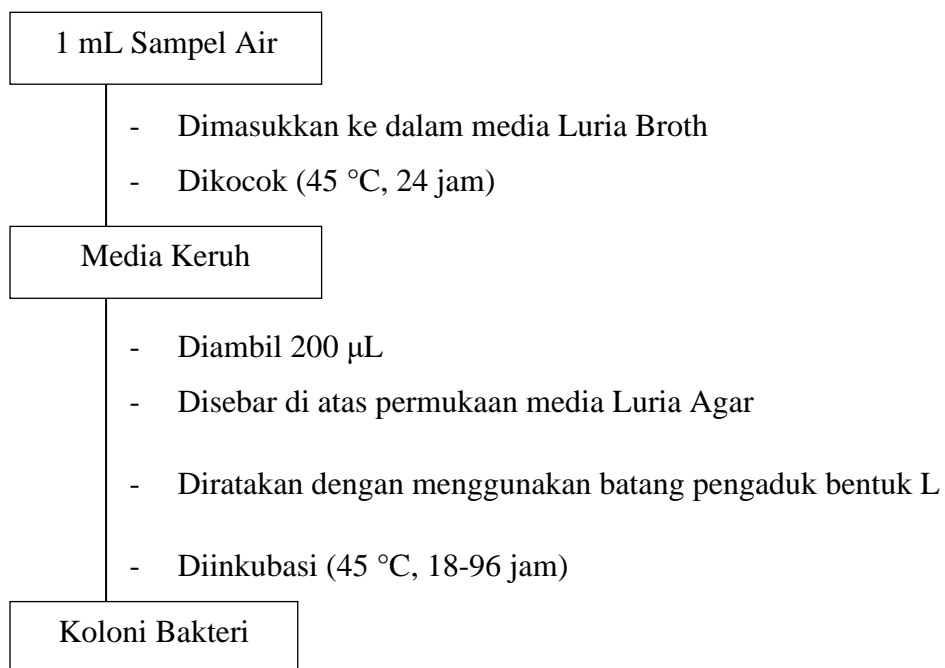 1 mL Sampel Air
- Dimasukkan ke dalam media Luria Broth
- Dikocok (45 °C, 24 jam)
Media Keruh
- Diambil 200 μL
- Disebar di atas permukaan media Luria Agar
- Diratakan dengan menggunakan batang pengaduk bentuk L
- Diinkubasi (45 °C, 18-96 jam)
Koloni Bakteri